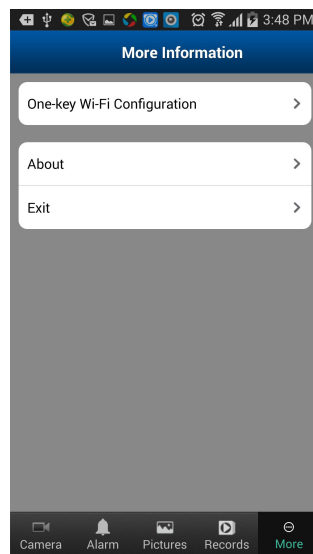 3:48 PM
More Information
One-key Wi-Fi Configuration
About
Exit
Camera Alarm Pictures Records More